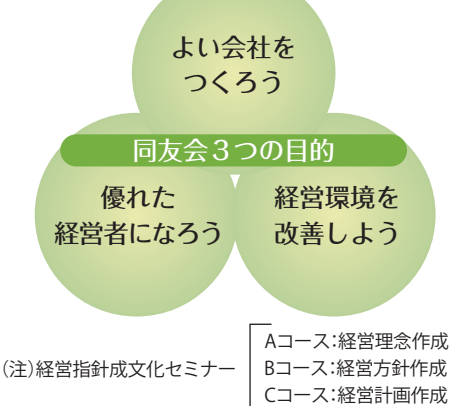 よい会社を
つくろう
同友会3つの目的
優れた
経営者になろう
経営環境を
改善しよう
(注)経営指針成文化セミナー
Aコース:経営理念作成
Bコース:経営方針作成
Cコース:経営計画作成